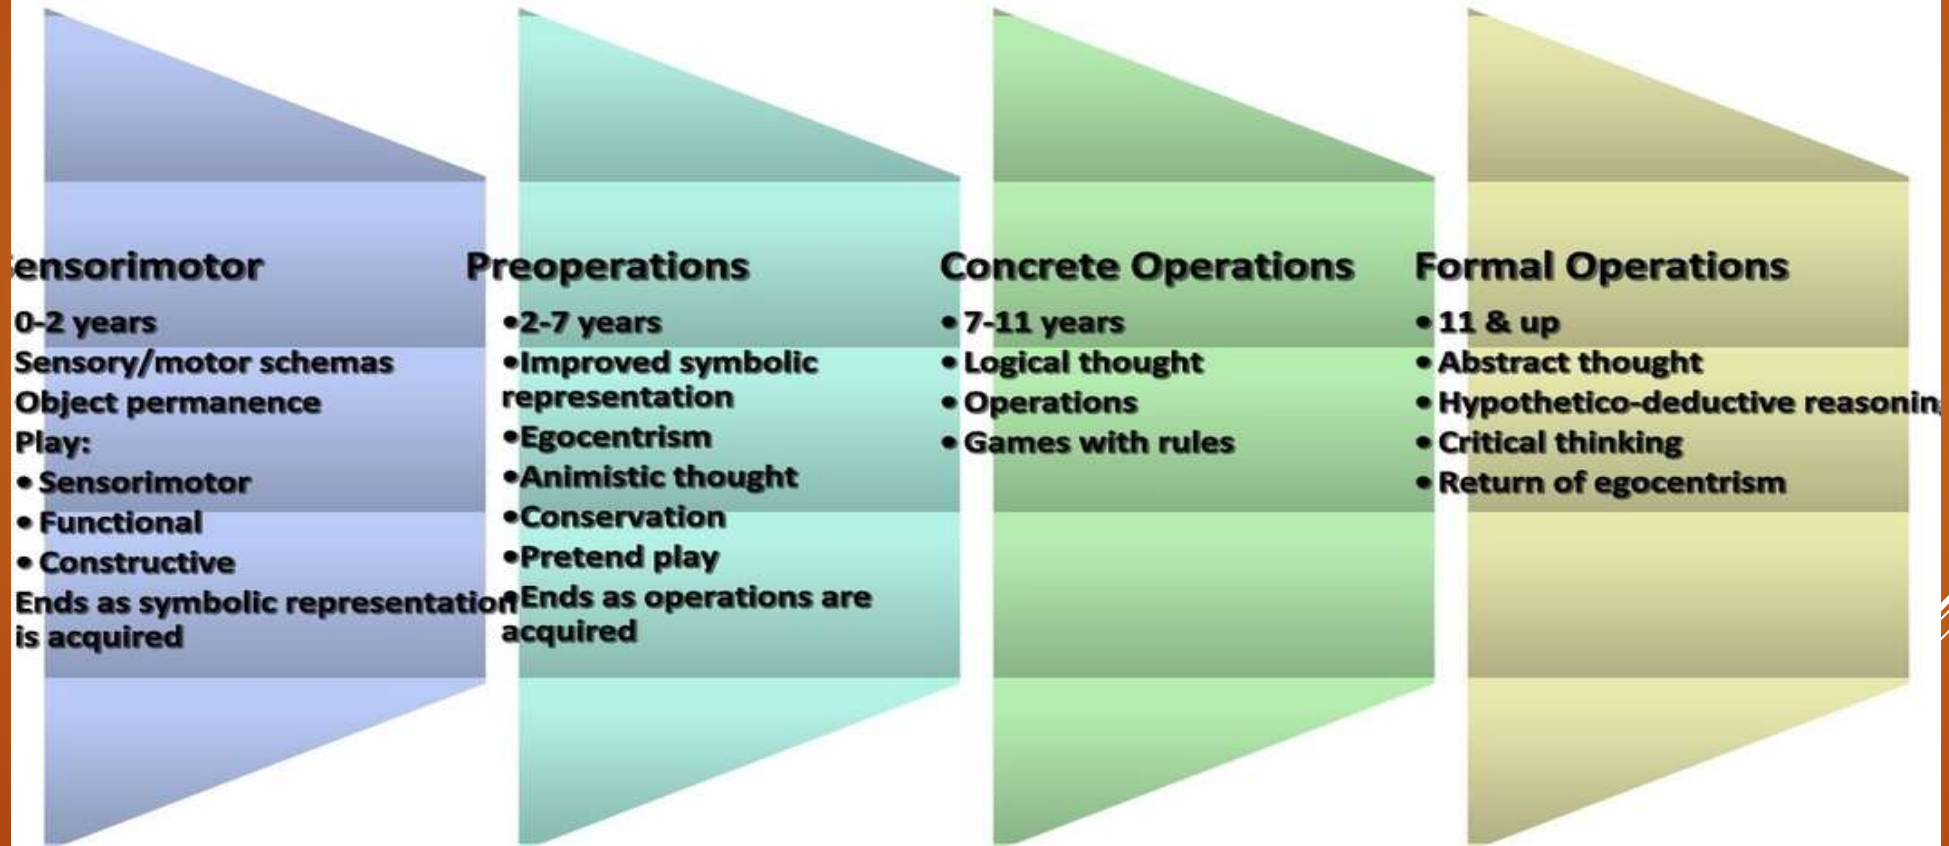 Sensorimotor
0-2 years
Sensory/motor schemas
Object permanence
Play:
• Sensorimotor
• Functional
• Constructive
Ends as symbolic representation
is acquired
Preoperations
•2-7 years
•Improved symbolic
representation
•Egocentrism
•Animistic thought
•Conservation
•Pretend play
•Ends as operations are
acquired
Concrete Operations
• 7-11 years
• Logical thought
• Operations
• Games with rules
Formal Operations
• 11 & up
• Abstract thought
• Hypothetico-deductive reasoning
• Critical thinking
• Return of egocentrism